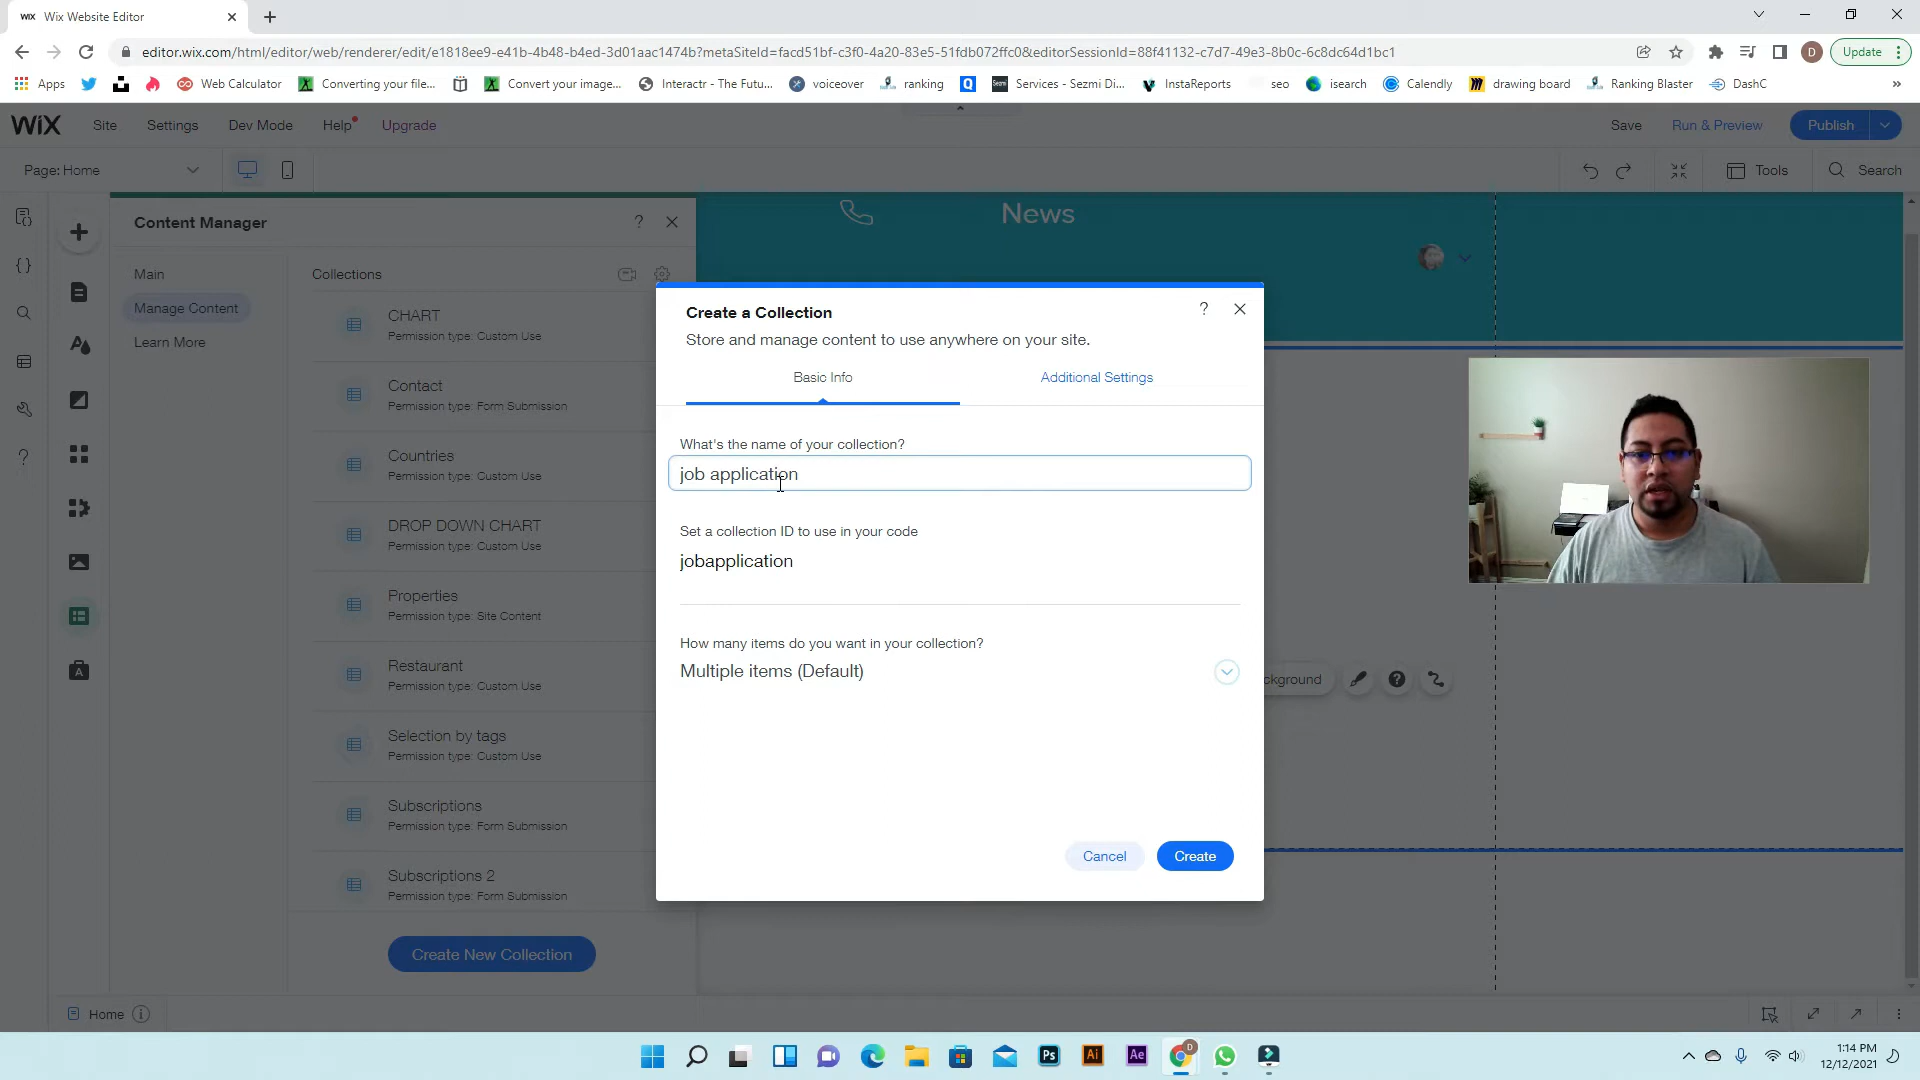 WIX Wix Website Editor
editor.wix.com/html/editor/web/renderer/edit/e1818ee9-e41b-4b48-b4ed-3d01aac1474b?metaSiteId=facd51bf-c3f0-4a20-83e5-51fdb072ffc0&editorSessionId=88f41132-c7d7-49e3-8b0c-6c8dc64d1bc1
D
Update
Apps Web Calculator Converting your file... Convert your image... Interactr - The Futu... voiceover ranking Services - Sezmi Di... InstaReports seo isearch Calendly drawing board Ranking Blaster DashC
WIX Site Settings Dev Mode Help Upgrade Save Run & Preview Publish
Page: Home Tools Search
Content Manager ?
News
Main
Manage Content
Learn More
Collections
CHART
Permission type: Custom Use
Contact
Permission type: Form Submission
Countries
Permission type: Custom Use
DROP DOWN CHART
Permission type: Custom Use
Properties
Permission type: Site Content
Restaurant
Permission type: Custom Use
Selection by tags
Permission type: Custom Use
Subscriptions
Permission type: Form Submission
Subscriptions 2
Permission type: Form Submission
Create New Collection
Create a Collection ?
Store and manage content to use anywhere on your site.
Basic Info Additional Settings
What's the name of your collection?
job application
Set a collection ID to use in your code
jobapplication
How many items do you want in your collection?
Multiple items (Default)
Cancel Create
ckground
Home
Ps Ai Ae D
1:14 PM
12/12/2021